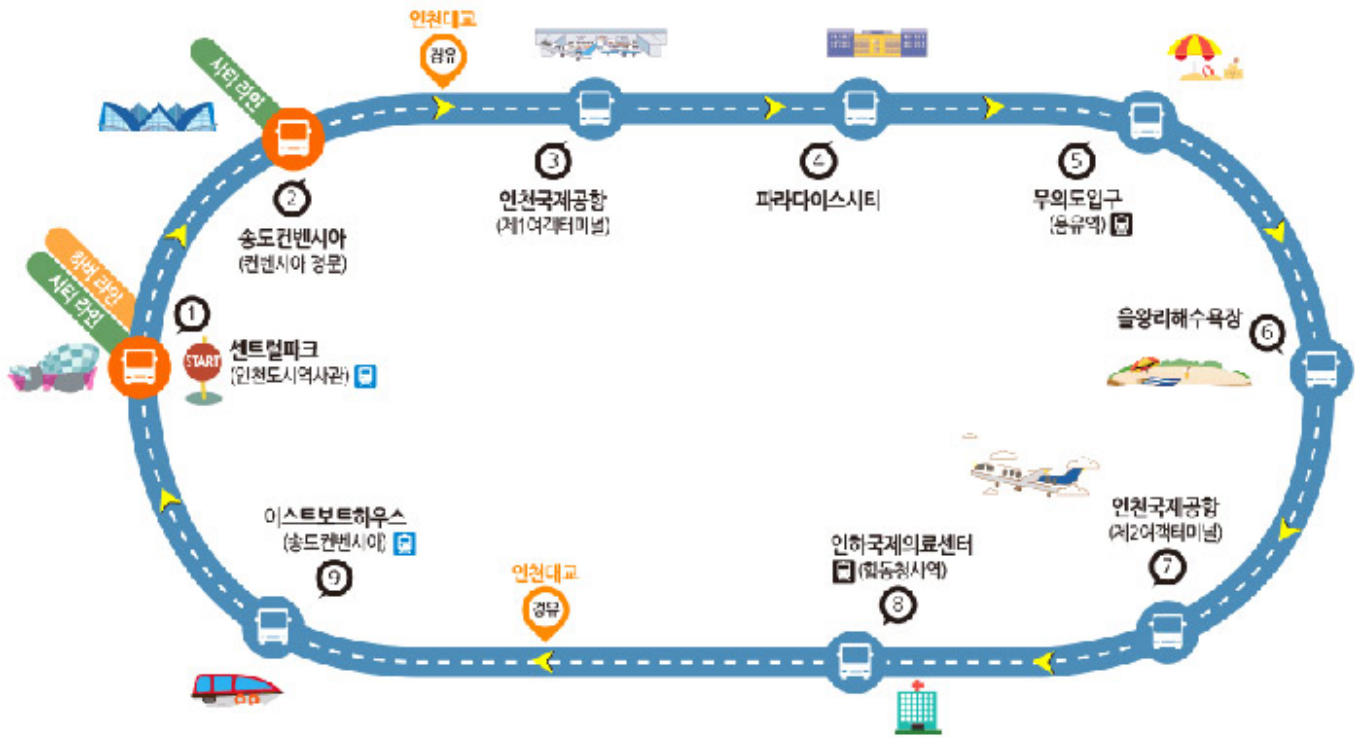 인천대교
경유
시티 라인
2
송도컨벤시아
(컨벤시아 정문)
3
인천국제공항
(제1여객터미널)
4
파라다이스시티
5
무의도입구
(용유역)
하버 라인
시티 라인
1
START
센트럴파크
(인천도시역사관)
을왕리해수욕장
6
인천국제공항
(제2여객터미널)
7
인하국제의료센터
(합동청사역)
8
인천대교
경유
이스트보트하우스
(송도컨벤시아)
9